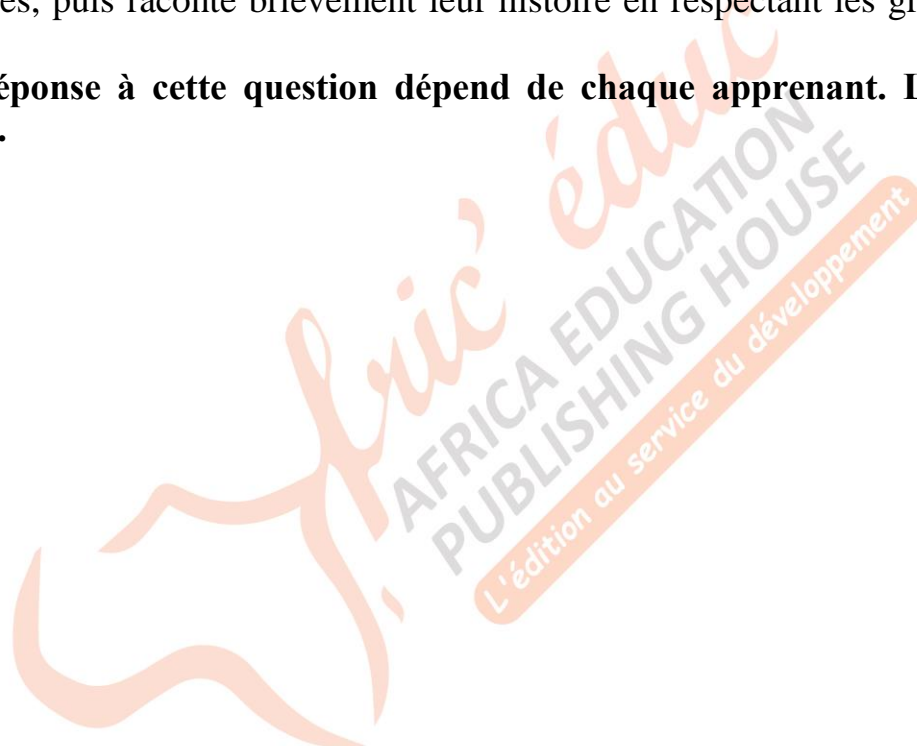 es, puis raconte brièvement leur histoire en respectant les g
éponse à cette question dépend de chaque apprenant. L
.
fric' éduc
AFRICA EDUCATION
PUBLISHING HOUSE
L'édition au service du développement